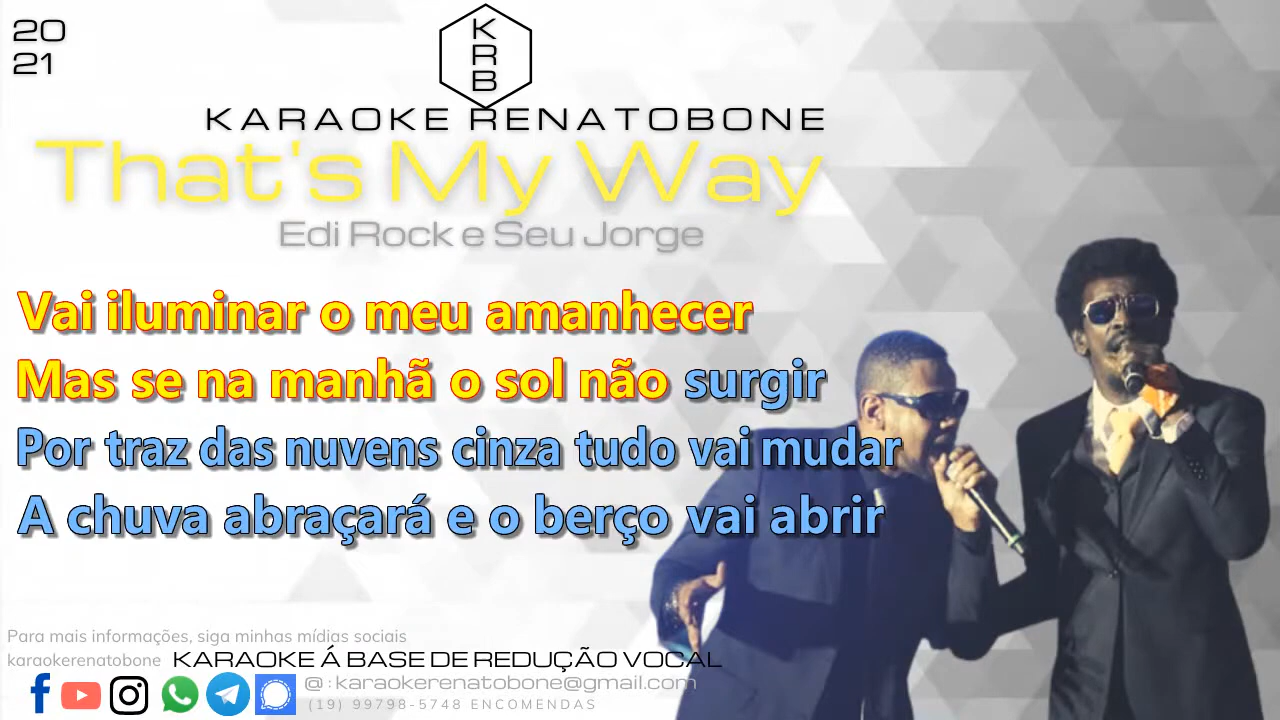 20
21
K
R
B
KARAOKE RENATOBONE
That's My Way
Edi Rock e Seu Jorge
Vai iluminar o meu amanhecer
Mas se na manhã o sol não surgir
Por traz das nuvens cinza tudo vai mudar
A chuva abraçará e o berço vai abrir
Para mais informações, siga minhas mídias sociais
karaokerenatobone KARAOKE Á BASE DE REDUÇÃO VOCAL
@ : karaokerenatobone@gmail.com
(19) 99798-5748 ENCOMENDAS